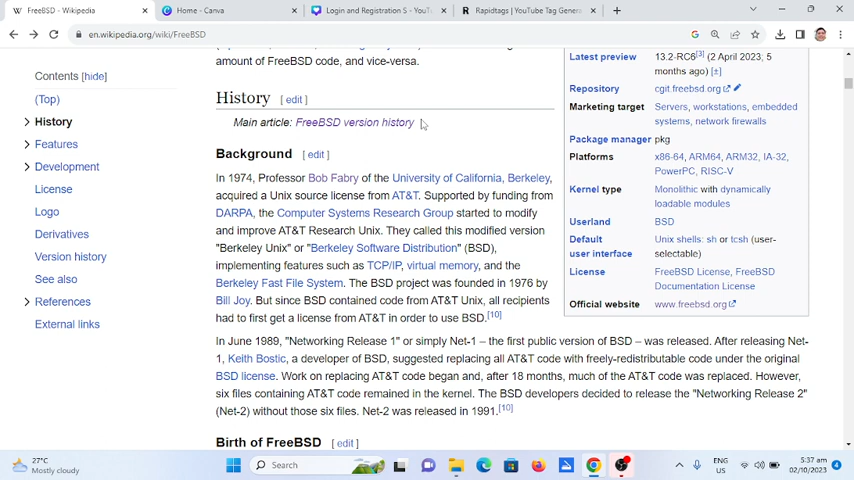 FreeBSD - Wikipedia
Home - Canva
Login and Registration S - YouT
Rapidtags | YouTube Tag Gener
en.wikipedia.org/wiki/FreeBSD
Contents [hide]
(Top)
History
Features
Development
License
Logo
Derivatives
Version history
See also
References
External links
amount of FreeBSD code, and vice-versa.
History [ edit ]
Main article: FreeBSD version history
Background [ edit ]
In 1974, Professor Bob Fabry of the University of California, Berkeley,
acquired a Unix source license from AT&T. Supported by funding from
DARPA, the Computer Systems Research Group started to modify
and improve AT&T Research Unix. They called this modified version
"Berkeley Unix" or "Berkeley Software Distribution" (BSD),
implementing features such as TCP/IP, virtual memory, and the
Berkeley Fast File System. The BSD project was founded in 1976 by
Bill Joy. But since BSD contained code from AT&T Unix, all recipients
had to first get a license from AT&T in order to use BSD.[10]
In June 1989, "Networking Release 1" or simply Net-1 – the first public version of BSD – was released. After releasing Net-
1, Keith Bostic, a developer of BSD, suggested replacing all AT&T code with freely-redistributable code under the original
BSD license. Work on replacing AT&T code began and, after 18 months, much of the AT&T code was replaced. However,
six files containing AT&T code remained in the kernel. The BSD developers decided to release the "Networking Release 2"
(Net-2) without those six files. Net-2 was released in 1991.[10]
Birth of FreeBSD [ edit ]
Latest preview 13.2-RC6[3] (2 April 2023; 5
months ago) [±]
Repository cgit.freebsd.org
Marketing target Servers, workstations, embedded
systems, network firewalls
Package manager pkg
Platforms x86-64, ARM64, ARM32, IA-32,
PowerPC, RISC-V
Kernel type Monolithic with dynamically
loadable modules
Userland BSD
Default Unix shells: sh or tcsh (user-
user interface selectable)
License FreeBSD License, FreeBSD
Documentation License
Official website www.freebsd.org
27°C
Mostly cloudy
Search
ENG
US
5:37 am
02/10/2023
4